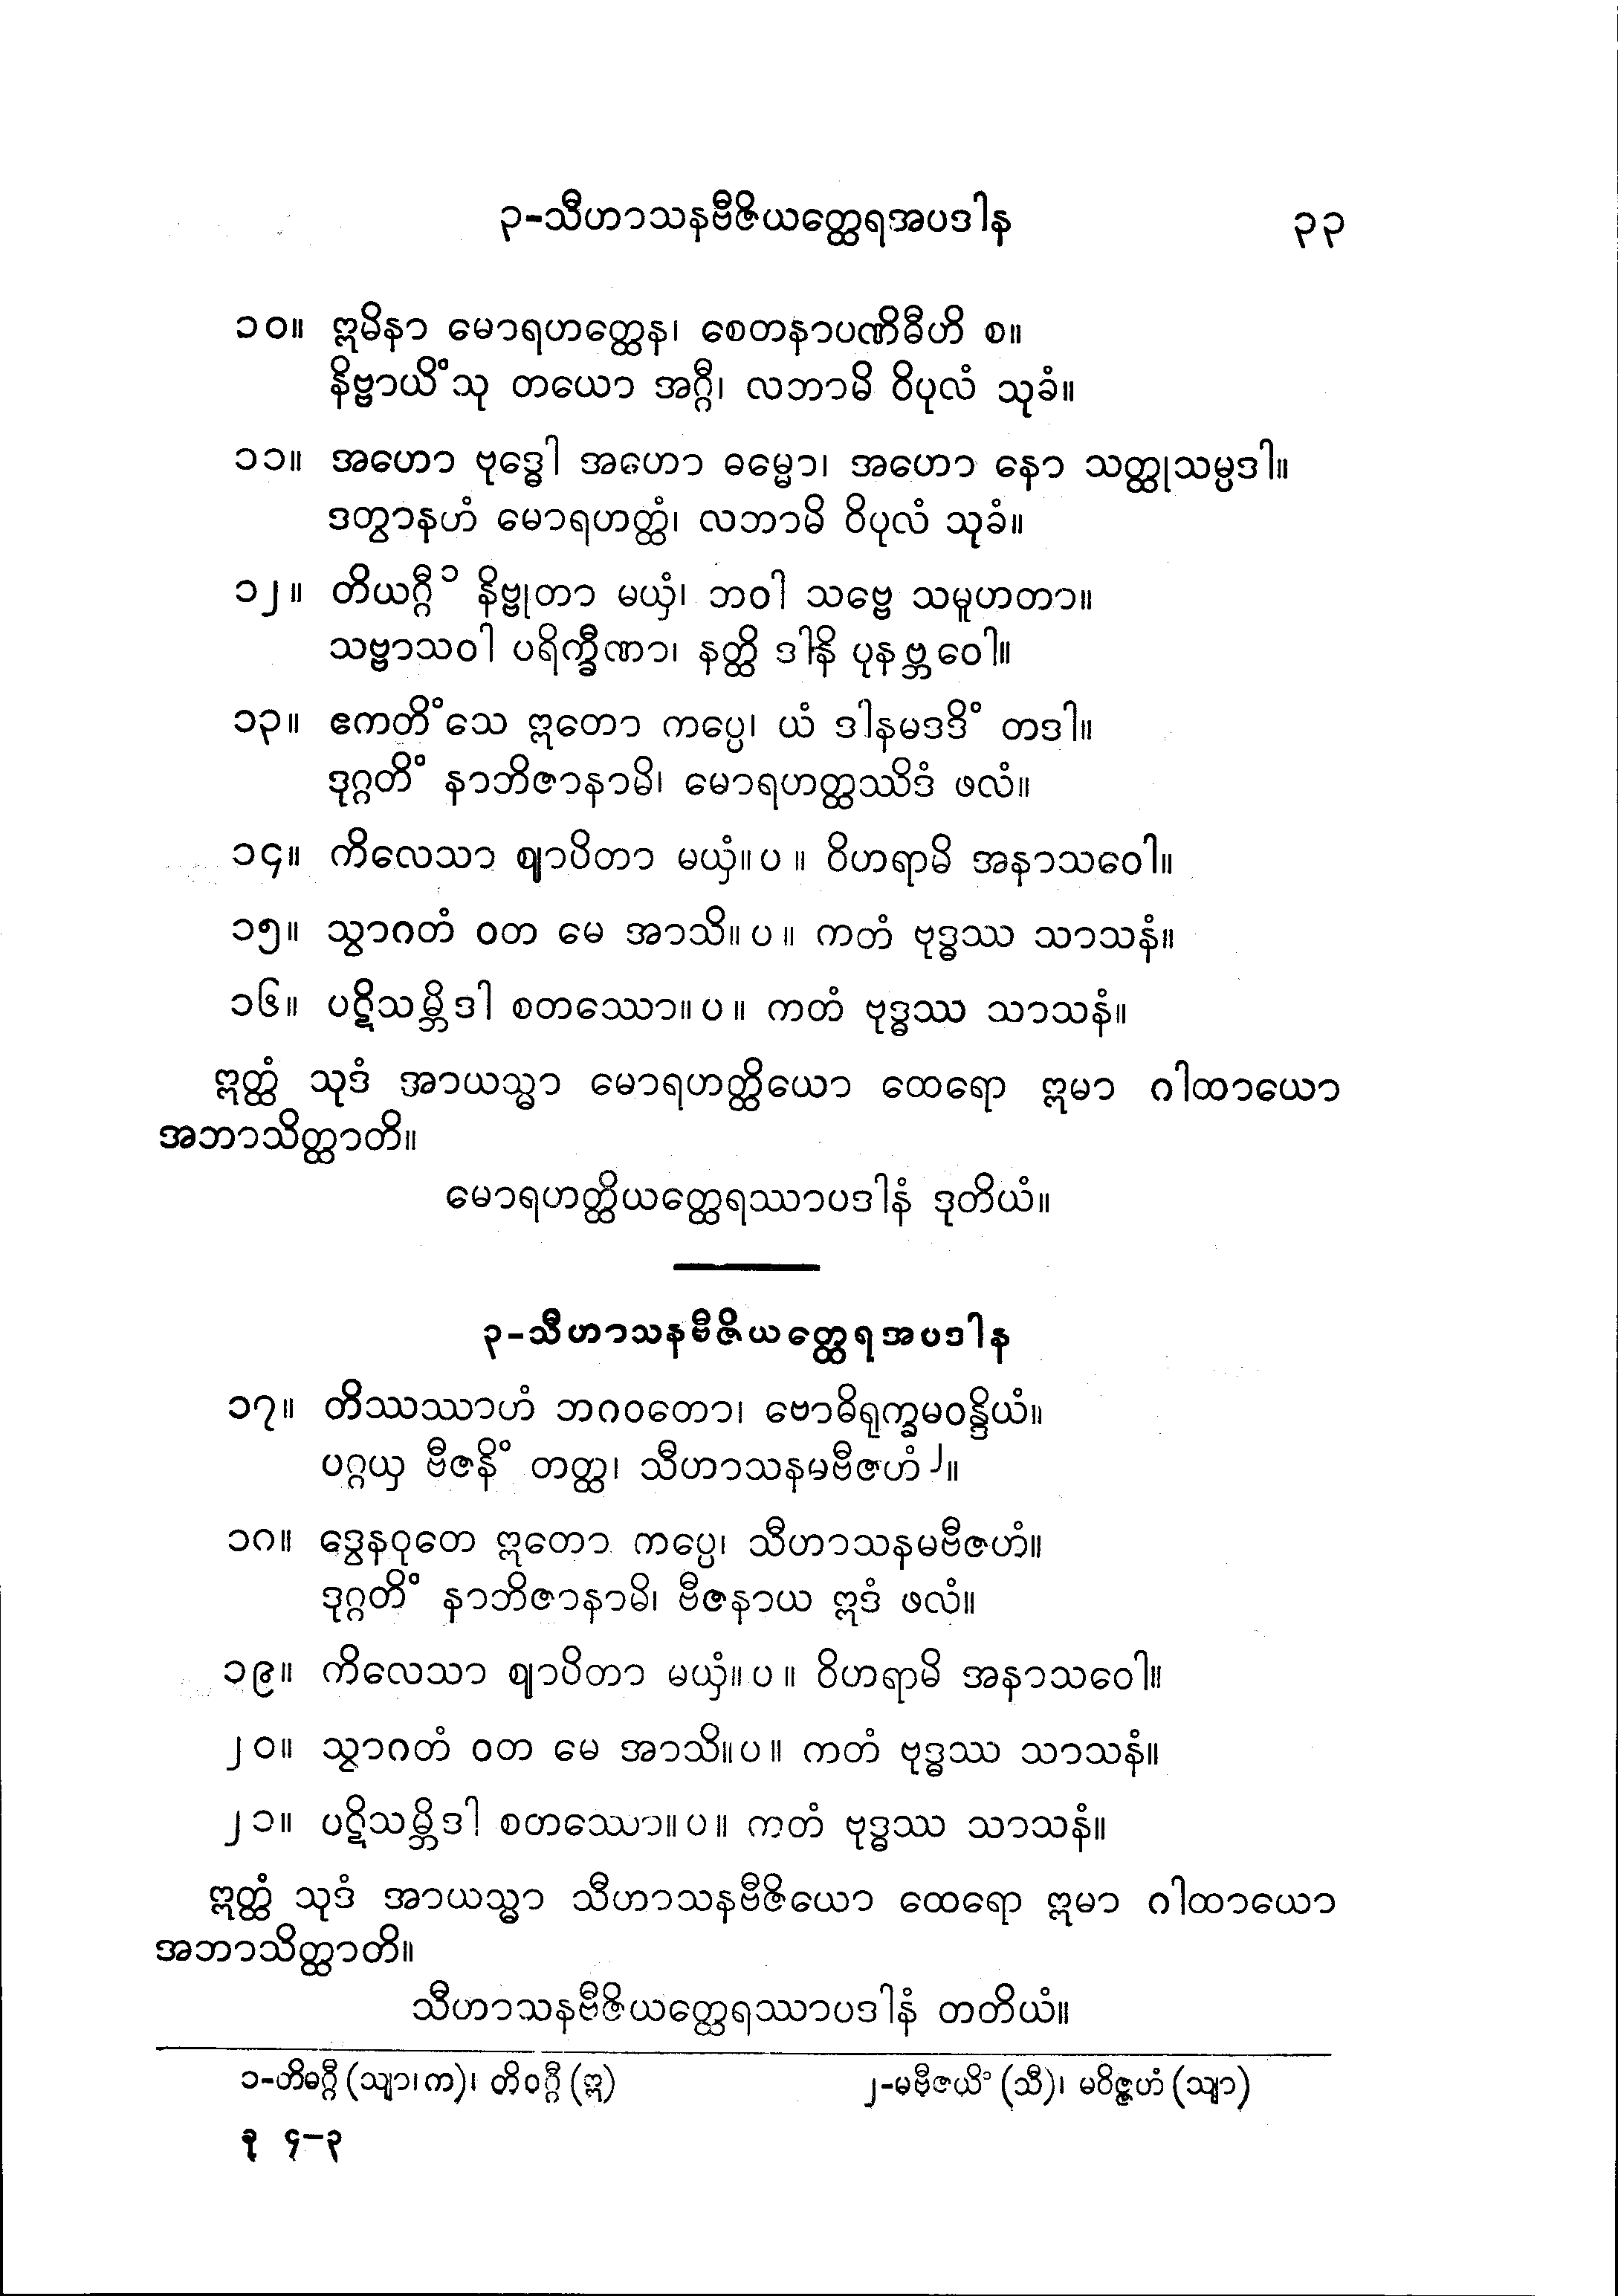 ၃-သီဟာသနဗီဇိယတ္ထေရအပဒါန ၃၃
၁၀။ ဣမိနာ မောရဟတ္ထေန၊ စေတနာပဏိဓီဟိ စ။
နိဗ္ဗာယိံသု တယော အဂ္ဂီ၊ လဘာမိ ဝိပုလံ သုခံ။
၁၁။ အဟော ဗုဒ္ဓေါ အဟော ဓမ္မော၊ အဟော နော သတ္ထုသမ္ပဒါ။
ဒတွာနဟံ မောရဟတ္ထံ၊ လဘာမိ ဝိပုလံ သုခံ။
၁၂။ တိယဂ္ဂီ၁ နိဗ္ဗုတာ မယှံ၊ ဘဝါ သဗ္ဗေ သမူဟတာ။
သဗ္ဗာသဝါ ပရိက္ခီဏာ၊ နတ္ထိ ဒါနိ ပုနဗ္ဘဝေါ။
၁၃။ ဧကတိံသေ ဣတော ကပ္ပေ၊ ယံ ဒါနမဒဒိံ တဒါ။
ဒုဂ္ဂတိံ နာဘိဇာနာမိ၊ မောရဟတ္ထဿိဒံ ဖလံ။
၁၄။ ကိလေသာ ဈာပိတာ မယှံ။ပ။ ဝိဟရာမိ အနာသဝေါ။
၁၅။ သွာဂတံ ဝတ မေ အာသိ။ပ။ ကတံ ဗုဒ္ဓဿ သာသနံ။
၁၆။ ပဋိသမ္ဘိဒါ စတဿော။ပ။ ကတံ ဗုဒ္ဓဿ သာသနံ။
ဣတ္ထံ သုဒံ အာယသ္မာ မောရဟတ္ထိယော ထေရော ဣမာ ဂါထာယော
အဘာသိတ္ထာတိ။
မောရဟတ္ထိယတ္ထေရဿာပဒါနံ ဒုတိယံ။
၃-သီဟာသနဗီဇိယတ္ထေရအပဒါန
၁၇။ တိဿဿာဟံ ဘဂဝတော၊ ဗောဓိရုက္ခမဝန္ဒိယံ။
ပဂ္ဂယှ ဗီဇနိံ တတ္ထ၊ သီဟာသနမဗီဇဟံ၂။
၁၈။ ဒွေနဝုတေ ဣတော ကပ္ပေ၊ သီဟာသနမဗီဇဟံ။
ဒုဂ္ဂတိံ နာဘိဇာနာမိ၊ ဗီဇနာယ ဣဒံ ဖလံ။
၁၉။ ကိလေသာ ဈာပိတာ မယှံ။ပ။ ဝိဟရာမိ အနာသဝေါ။
၂၀။ သွာဂတံ ဝတ မေ အာသိ။ပ။ ကတံ ဗုဒ္ဓဿ သာသနံ။
၂၁။ ပဋိသမ္ဘိဒါ စတဿော။ပ။ ကတံ ဗုဒ္ဓဿ သာသနံ။
ဣတ္ထံ သုဒံ အာယသ္မာ သီဟာသနဗီဇိယော ထေရော ဣမာ ဂါထာယော
အဘာသိတ္ထာတိ။
သီဟာသနဗီဇိယတ္ထေရဿာပဒါနံ တတိယံ။
၁-တိဓဂ္ဂီ (သျာ၊က)၊ တိဝဂ္ဂီ (ဣ) ၂-မဗီဇယိံ (သီ)၊ မဝိဇ္ဇဟံ (သျာ)
ခု ၄-၃